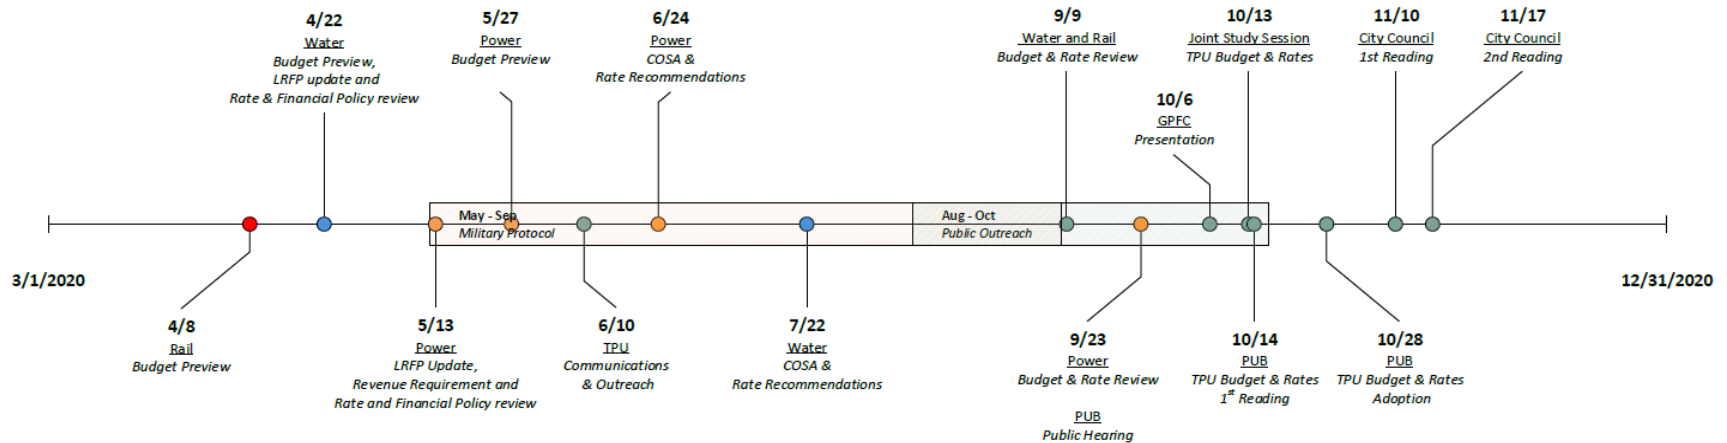 4/22
Water
Budget Preview,
LRFP update and
Rate & Financial Policy review
5/27
Power
Budget Preview
6/24
Power
COSA &
Rate Recommendations
9/9
Water and Rail
Budget & Rate Review
10/6
GPFC
Presentation
10/13
Joint Study Session
TPU Budget & Rates
11/10
City Council
1st Reading
11/17
City Council
2nd Reading
May - Sep
Military Protocol
Aug - Oct
Public Outreach
3/1/2020
12/31/2020
4/8
Rail
Budget Preview
5/13
Power
LRFP Update,
Revenue Requirement and
Rate and Financial Policy review
6/10
TPU
Communications
& Outreach
7/22
Water
COSA &
Rate Recommendations
9/23
Power
Budget & Rate Review
PUB
Public Hearing
10/14
PUB
TPU Budget & Rates
1st Reading
10/28
PUB
TPU Budget & Rates
Adoption